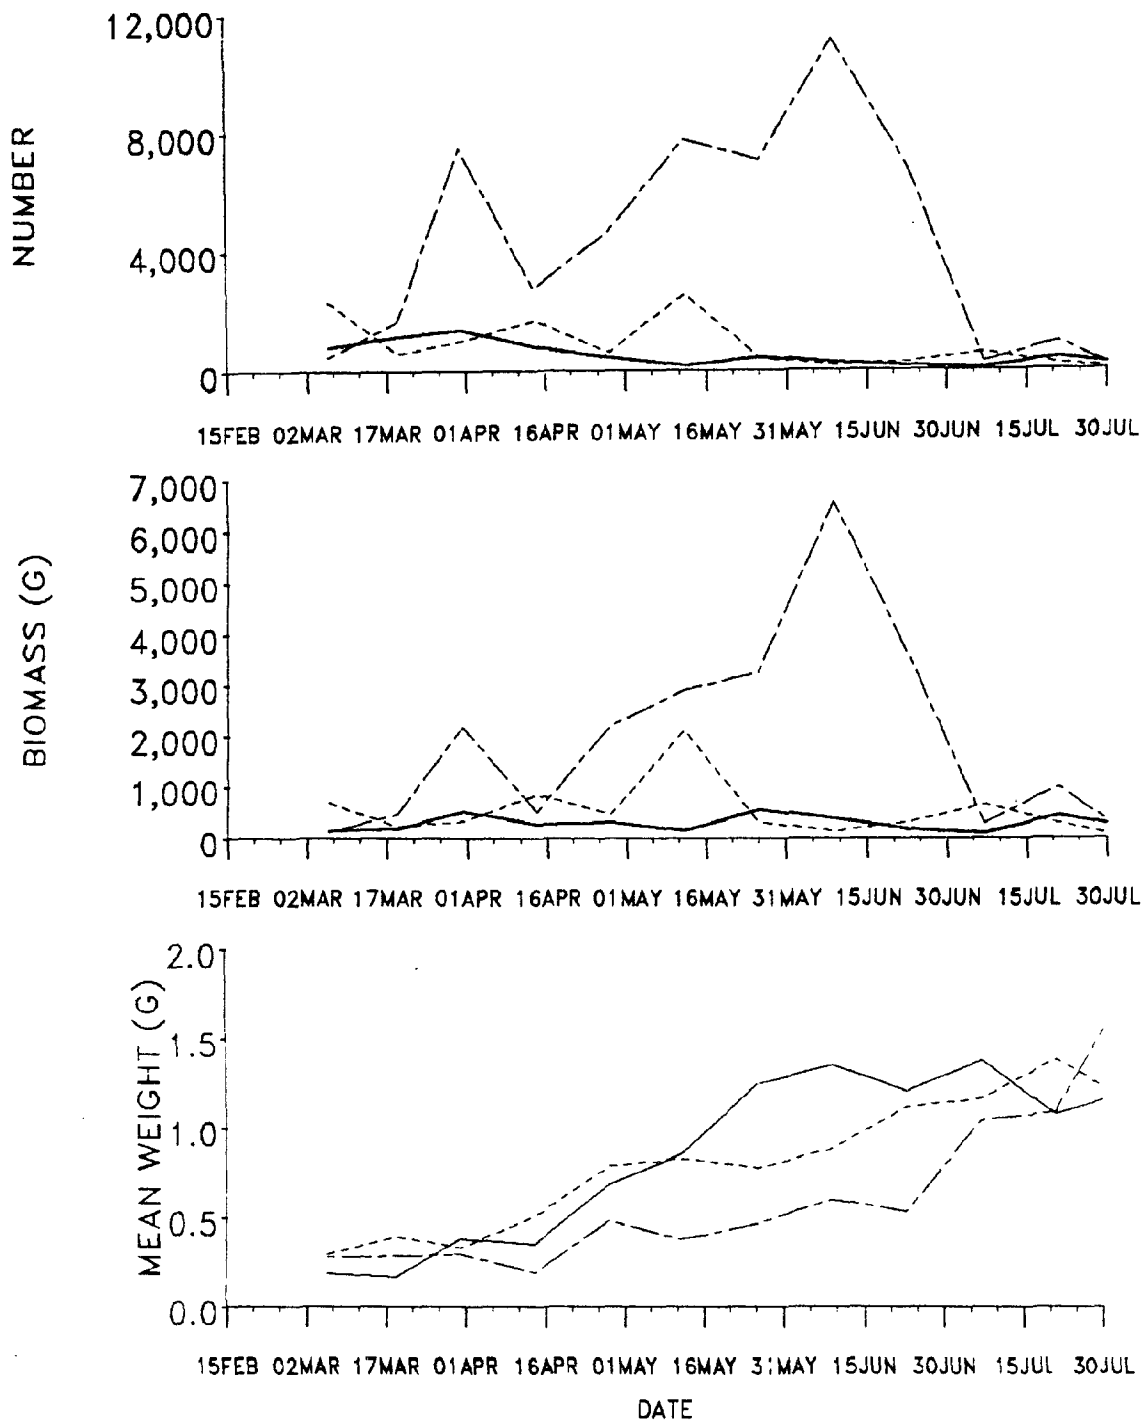 12,000
8,000
4,000
0
NUMBER
15FEB 02MAR 17MAR 01APR 16APR 01MAY 16MAY 31MAY 15JUN 30JUN 15JUL 30JUL
7,000
6,000
5,000
4,000
3,000
2,000
1,000
0
BIOMASS (G)
15FEB 02MAR 17MAR 01APR 16APR 01MAY 16MAY 31MAY 15JUN 30JUN 15JUL 30JUL
2.0
1.5
1.0
0.5
0.0
MEAN WEIGHT (G)
15FEB 02MAR 17MAR 01APR 16APR 01MAY 16MAY 31MAY 15JUN 30JUN 15JUL 30JUL
DATE